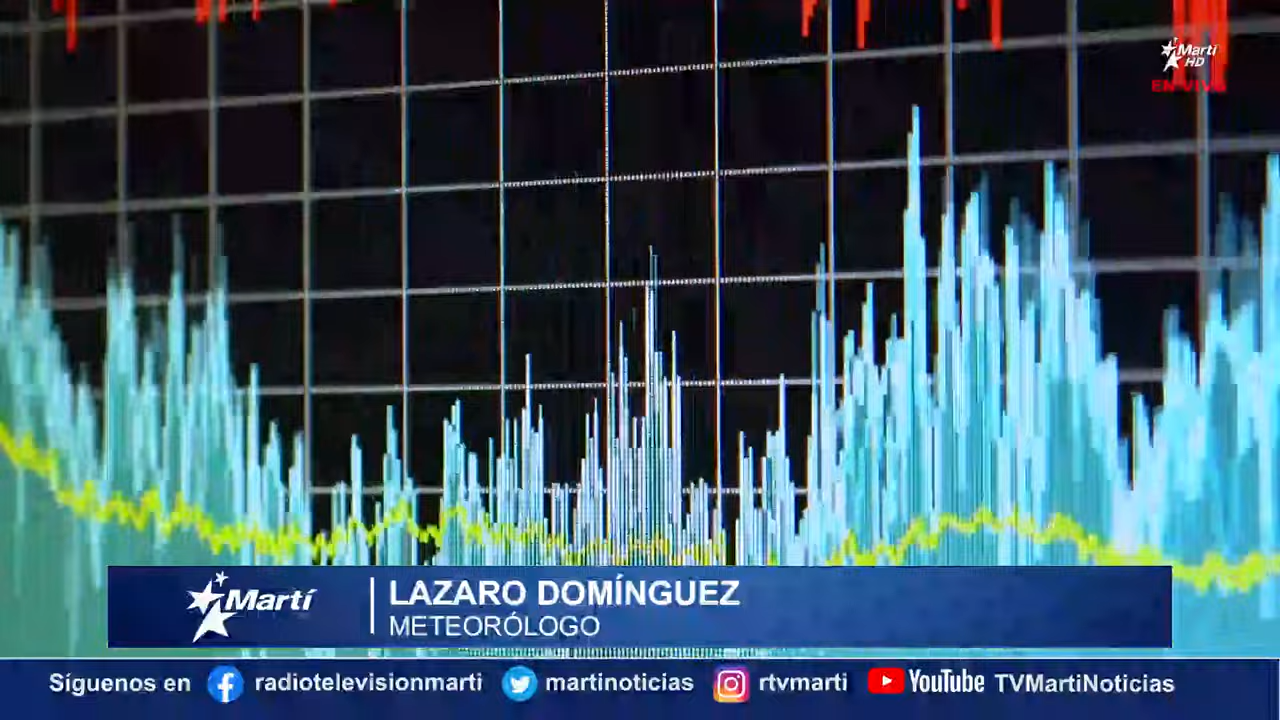 Martí
HD
EN VIVO
Martí
LAZARO DOMÍNGUEZ
METEORÓLOGO
Síguenos en radiotelevisionmarti martinoticias rtvmarti YouTube TVMartiNoticias